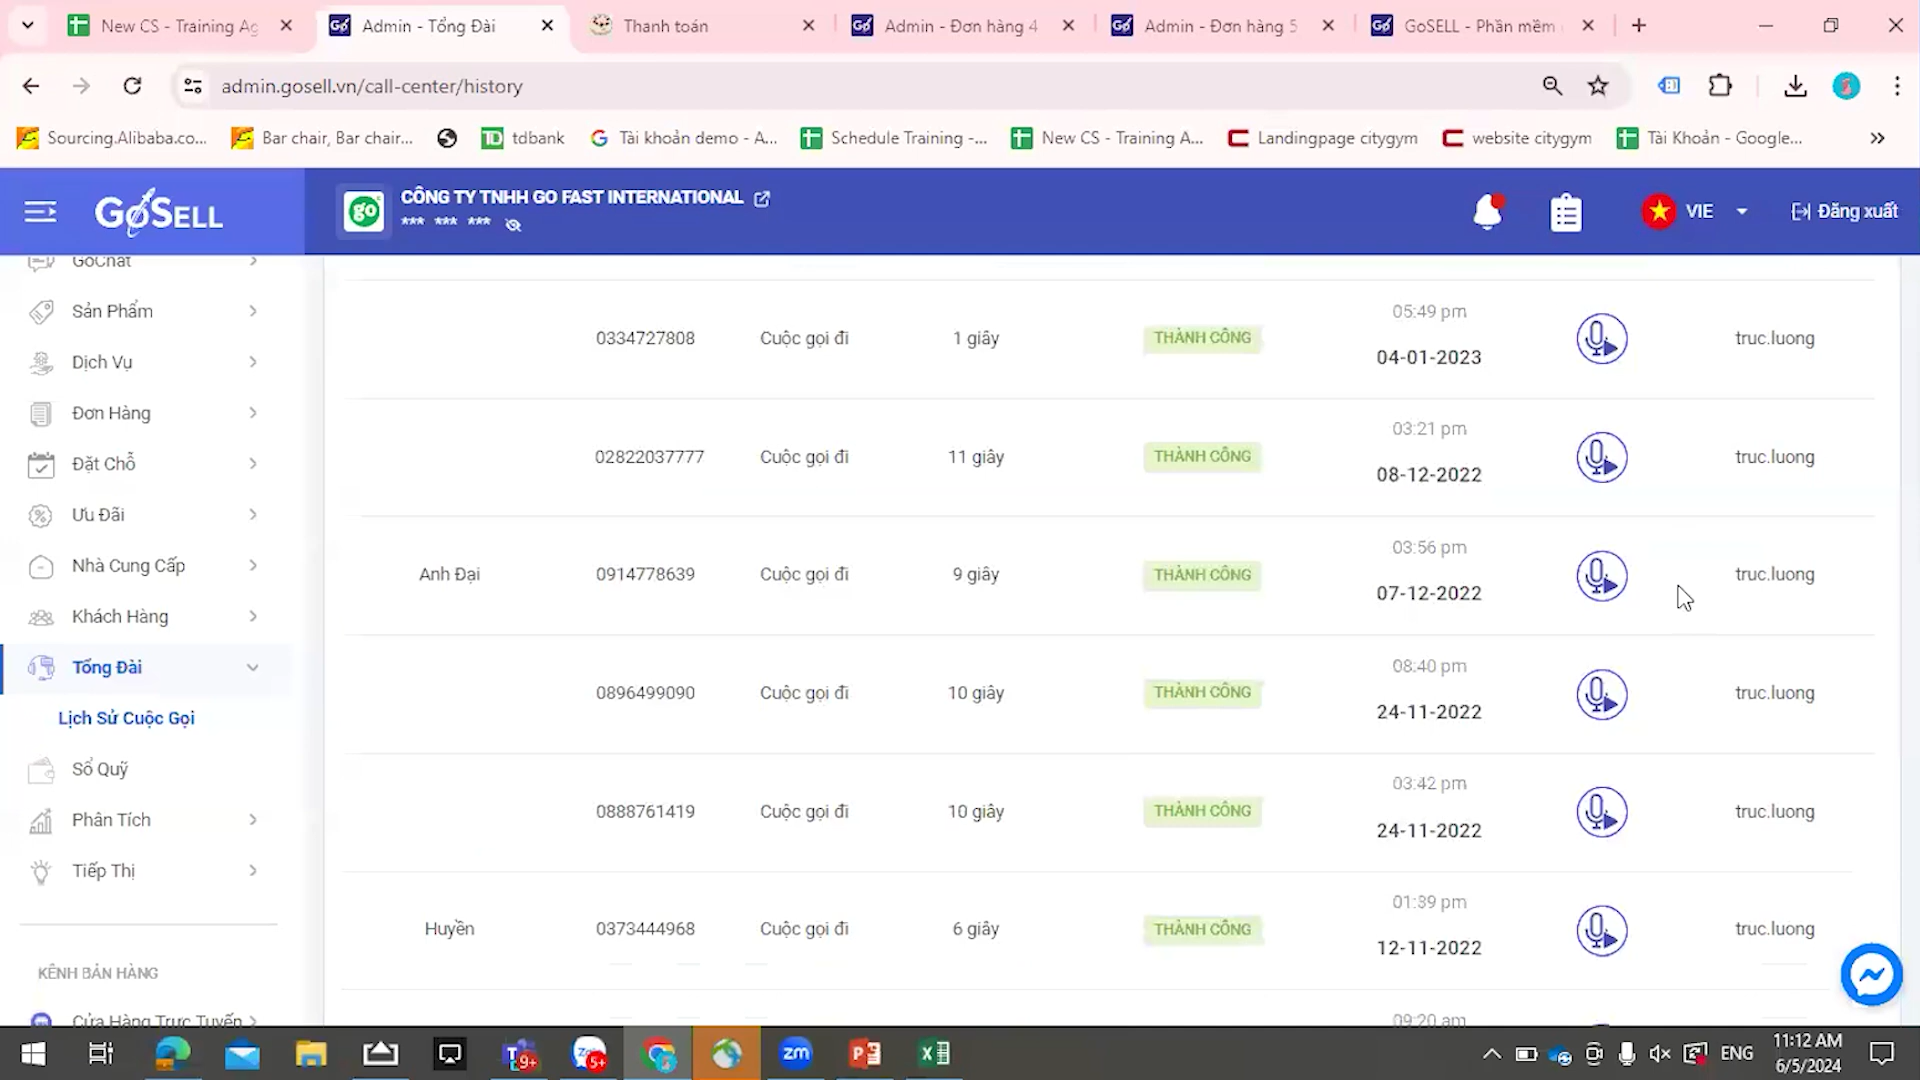 New CS - Training Ag
Admin - Tổng Đài
Thanh toán
Admin - Đơn hàng 4
Admin - Đơn hàng 5
GoSELL - Phần mềm
admin.gosell.vn/call-center/history
Sourcing.Alibaba.co...
Bar chair, Bar chair...
tdbank
Tài khoản demo - A...
Schedule Training -...
New CS - Training A...
Landingpage citygym
website citygym
Tài Khoản - Google...
GoSELL
go
CÔNG TY TNHH GO FAST INTERNATIONAL
*** *** ***
VIE
Đăng xuất
GoChat
Sản Phẩm
Dịch Vụ
Đơn Hàng
Đặt Chỗ
Ưu Đãi
Nhà Cung Cấp
Khách Hàng
Tổng Đài
Lịch Sử Cuộc Gọi
Sổ Quỹ
Phân Tích
Tiếp Thị
KÊNH BÁN HÀNG
Cửa Hàng Trực Tuyến
0334727808 Cuộc gọi đi 1 giây THÀNH CÔNG 05:49 pm 04-01-2023 truc.luong
02822037777 Cuộc gọi đi 11 giây THÀNH CÔNG 03:21 pm 08-12-2022 truc.luong
Anh Đại 0914778639 Cuộc gọi đi 9 giây THÀNH CÔNG 03:56 pm 07-12-2022 truc.luong
0896499090 Cuộc gọi đi 10 giây THÀNH CÔNG 08:40 pm 24-11-2022 truc.luong
0888761419 Cuộc gọi đi 10 giây THÀNH CÔNG 03:42 pm 24-11-2022 truc.luong
Huyền 0373444968 Cuộc gọi đi 6 giây THÀNH CÔNG 01:39 pm 12-11-2022 truc.luong
09:20 am
9+
5+
zm
ENG
11:12 AM
6/5/2024